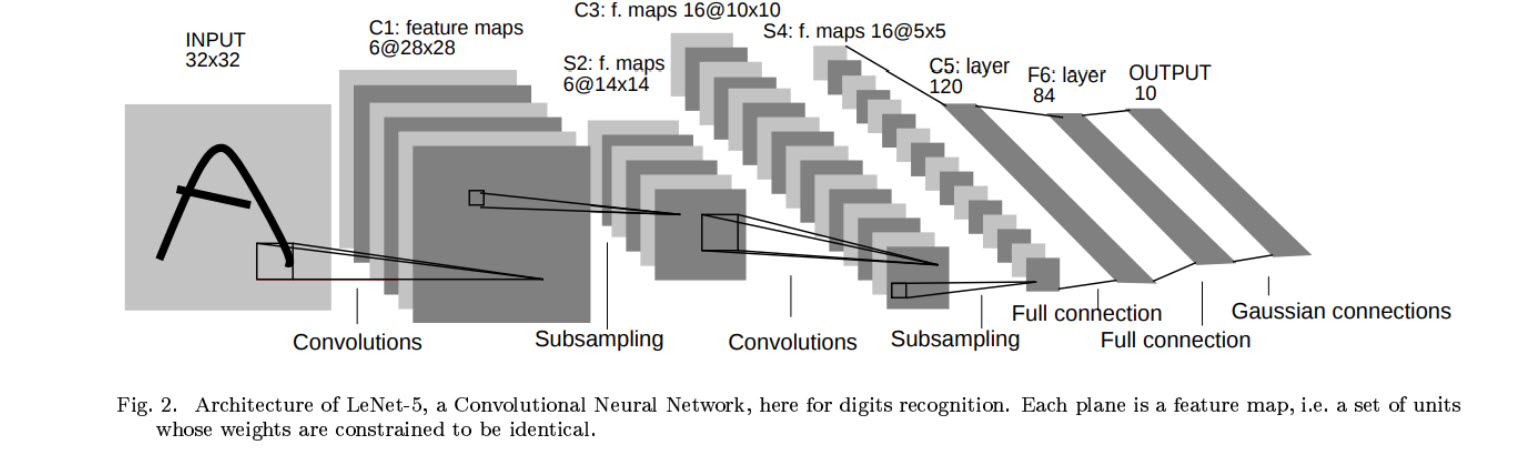 INPUT
32x32
C1: feature maps
6@28x28
S2: f. maps
6@14x14
C3: f. maps 16@10x10
S4: f. maps 16@5x5
C5: layer
120
F6: layer
84
OUTPUT
10
Convolutions
Subsampling
Convolutions
Subsampling
Full connection
Full connection
Gaussian connections
Fig. 2. Architecture of LeNet-5, a Convolutional Neural Network, here for digits recognition. Each plane is a feature map, i.e. a set of units
whose weights are constrained to be identical.